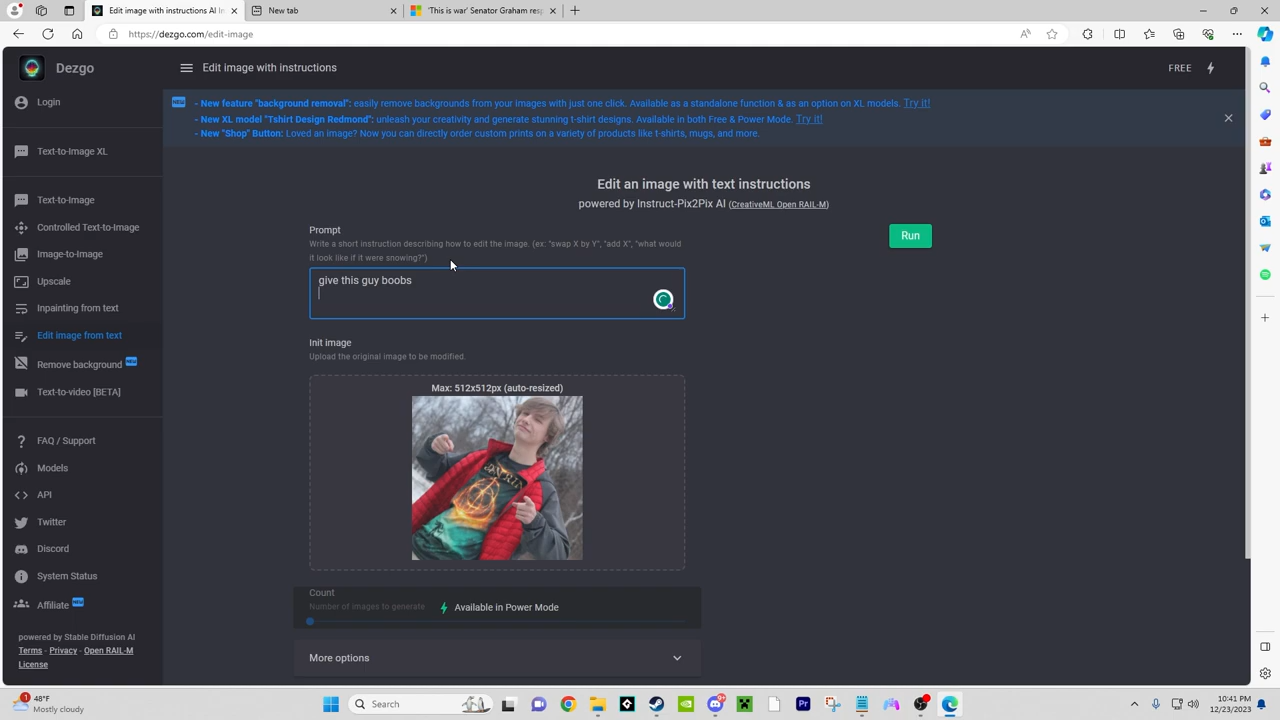 Edit images with instructions AI In
New tab
'This is war' Senator Graham resp
https://dezgo.com/edit-image
Dezgo
Edit image with instructions
FREE
Login
NEW
- New feature "background removal": easily remove backgrounds from your images with just one click. Available as a standalone function & as an option on XL models. Try it!
- New XL model "Tshirt Design Redmond": unleash your creativity and generate stunning t-shirt designs. Available in both Free & Power Mode. Try it!
- New "Shop" Button: Loved an image? Now you can directly order custom prints on a variety of products like t-shirts, mugs, and more.
Text-to-Image XL
Text-to-Image
Controlled Text-to-Image
Image-to-Image
Upscale
Inpainting from text
Edit image from text
Remove background NEW
Text-to-video [BETA]
FAQ / Support
Models
API
Twitter
Discord
System Status
Affiliate NEW
powered by Stable Diffusion AI
Terms - Privacy - Open RAIL-M
License
Edit an image with text instructions
powered by Instruct-Pix2Pix AI (CreativeML Open RAIL-M)
Prompt
Write a short instruction describing how to edit the image. (ex: "swap X by Y", "add X", "what would
it look like if it were snowing?")
Run
give this guy boobs
Init image
Upload the original image to be modified.
Max: 512x512px (auto-resized)
Count
Number of images to generate
Available in Power Mode
More options
1
48°F
Mostly cloudy
Search
9+
Pr
10:41 PM
12/23/2023